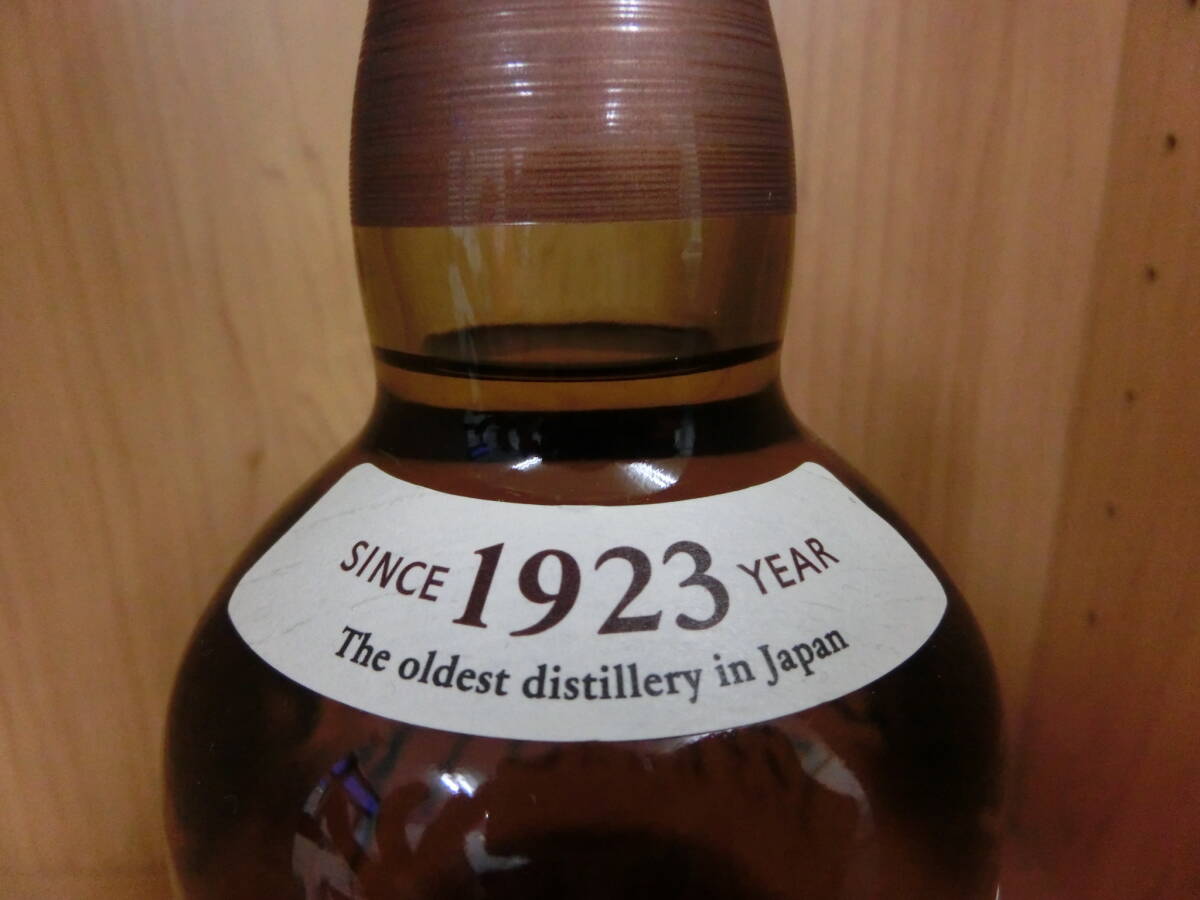 SINCE 1923 YEAR
The oldest distillery in Japan